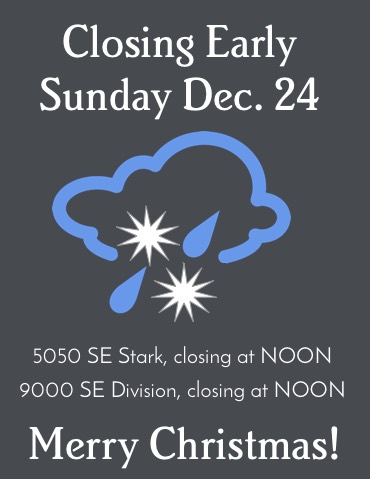 Closing Early
Sunday Dec. 24
5050 SE Stark, closing at NOON
9000 SE Division, closing at NOON
Merry Christmas!